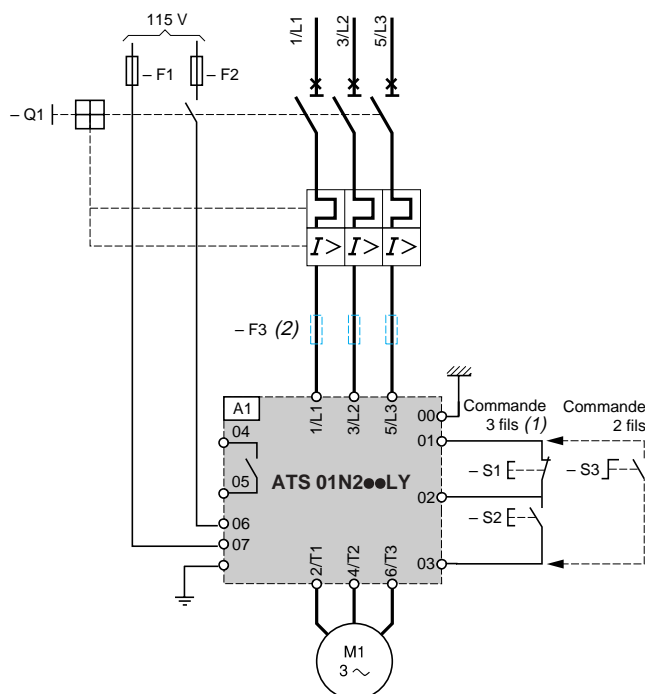 115 V
1/L1
3/L2
5/L3
– F1
– F2
– Q1
I>
I>
I>
– F3 (2)
A1
1/L1
3/L2
5/L3
00
Commande
3 fils (1)
Commande
2 fils
04
01
05
ATS 01N2●●LY
– S1
– S3
02
– S2
06
07
03
2/T1
4/T2
6/T3
M1
3 ~